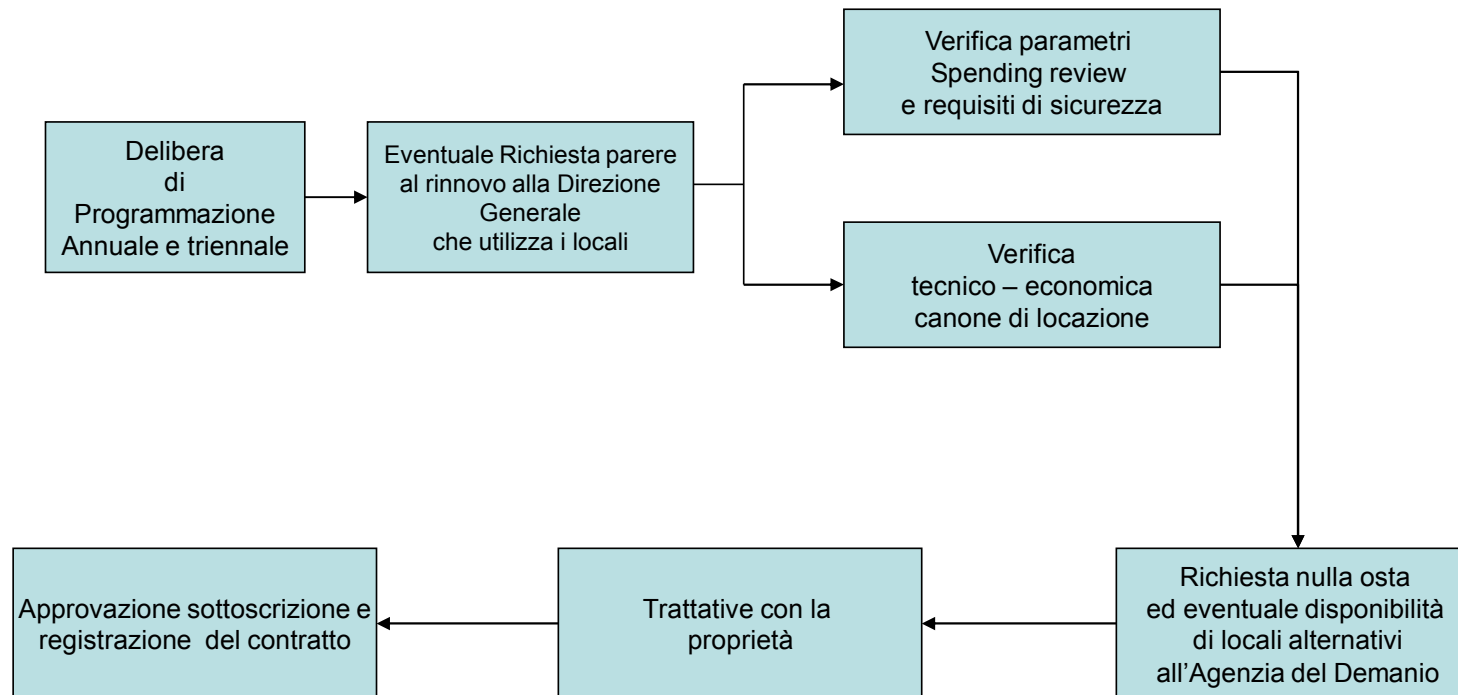 Delibera
di
Programmazione
Annuale e triennale
Eventuale Richiesta parere
al rinnovo alla Direzione
Generale
che utilizza i locali
Verifica parametri
Spending review
e requisiti di sicurezza
Verifica
tecnico – economica
canone di locazione
Richiesta nulla osta
ed eventuale disponibilità
di locali alternativi
all'Agenzia del Demanio
Trattative con la
proprietà
Approvazione sottoscrizione e
registrazione del contratto